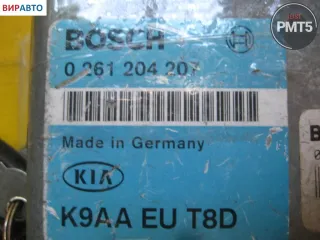 ВИРАВТО
PMT5
BOSCH
0 261 204 207
Made in Germany
KIA
K9AA EU T8D